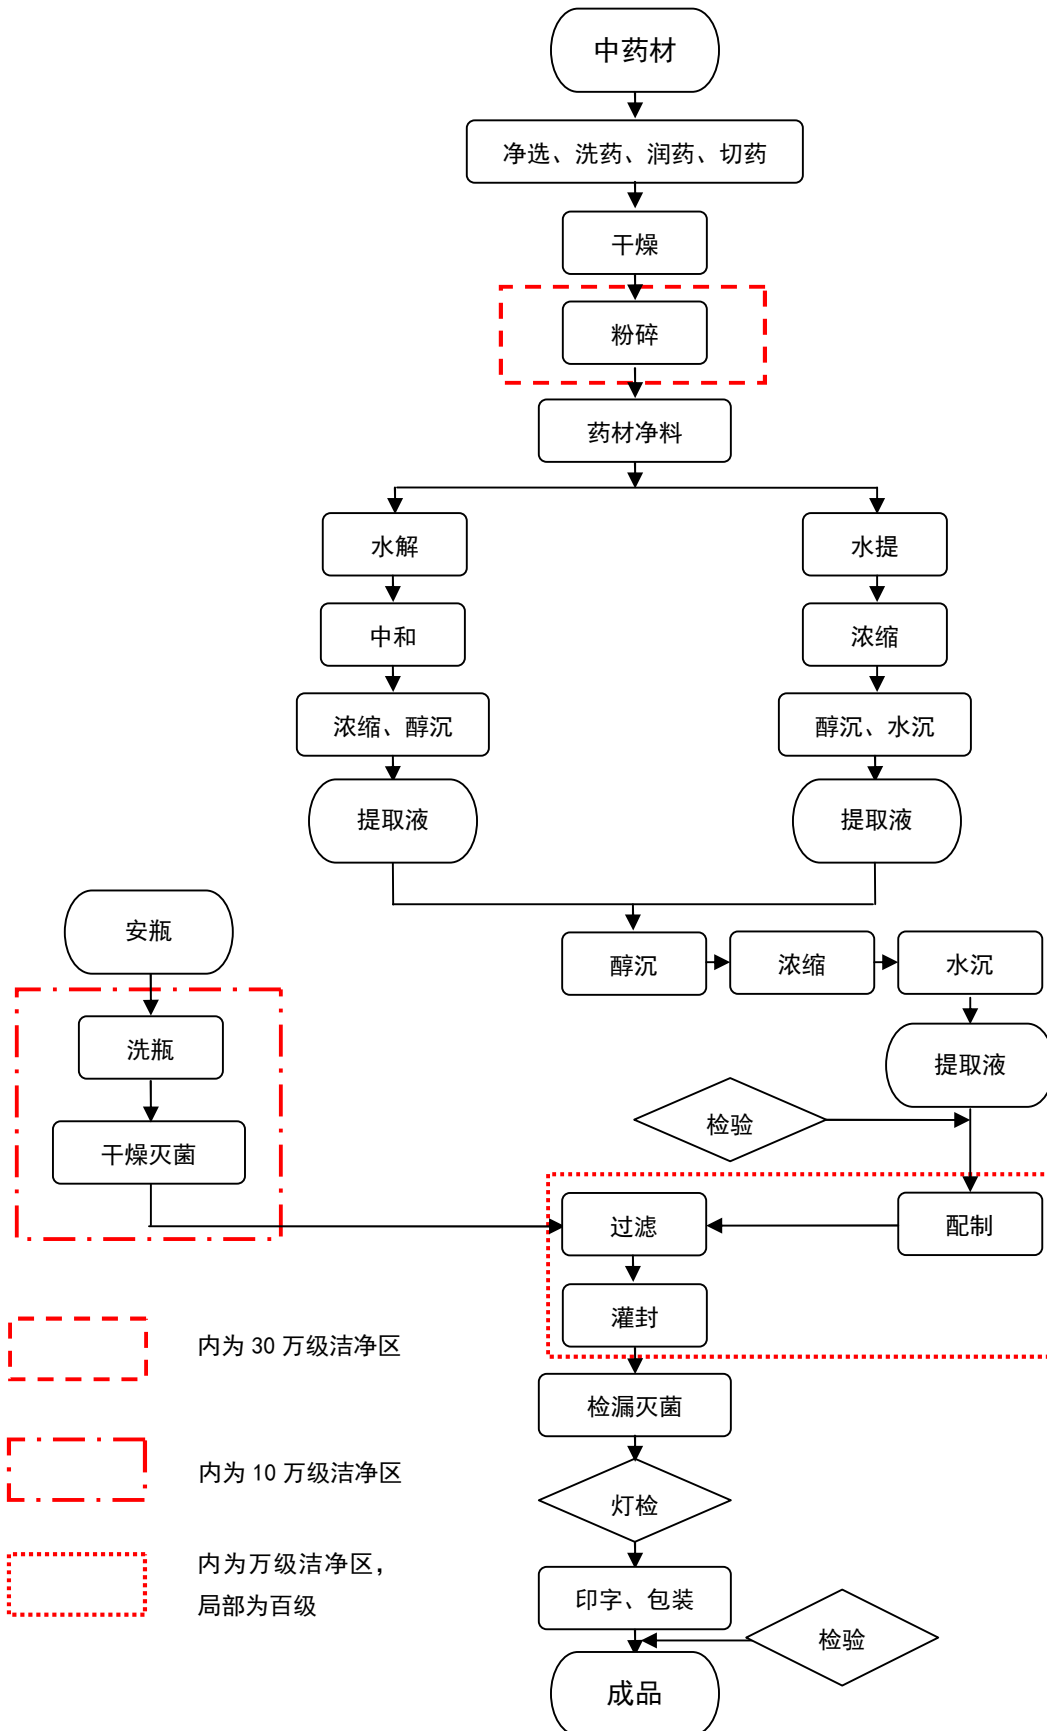 中药材
净选、洗药、润药、切药
干燥
粉碎
药材净料
水解
水提
中和
浓缩
浓缩、醇沉
醇沉、水沉
提取液
提取液
安瓶
醇沉
浓缩
水沉
洗瓶
提取液
检验
干燥灭菌
过滤
配制
灌封
内为 30 万级洁净区
检漏灭菌
内为 10 万级洁净区
灯检
内为万级洁净区，
局部为百级
印字、包装
检验
成品